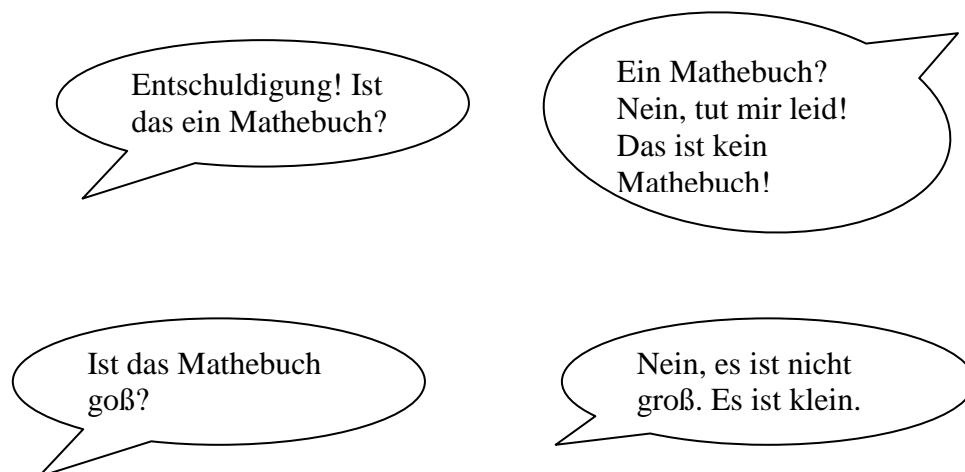 Entschuldigung! Ist
das ein Mathebuch?
Ein Mathebuch?
Nein, tut mir leid!
Das ist kein
Mathebuch!
Ist das Mathebuch
goß?
Nein, es ist nicht
groß. Es ist klein.